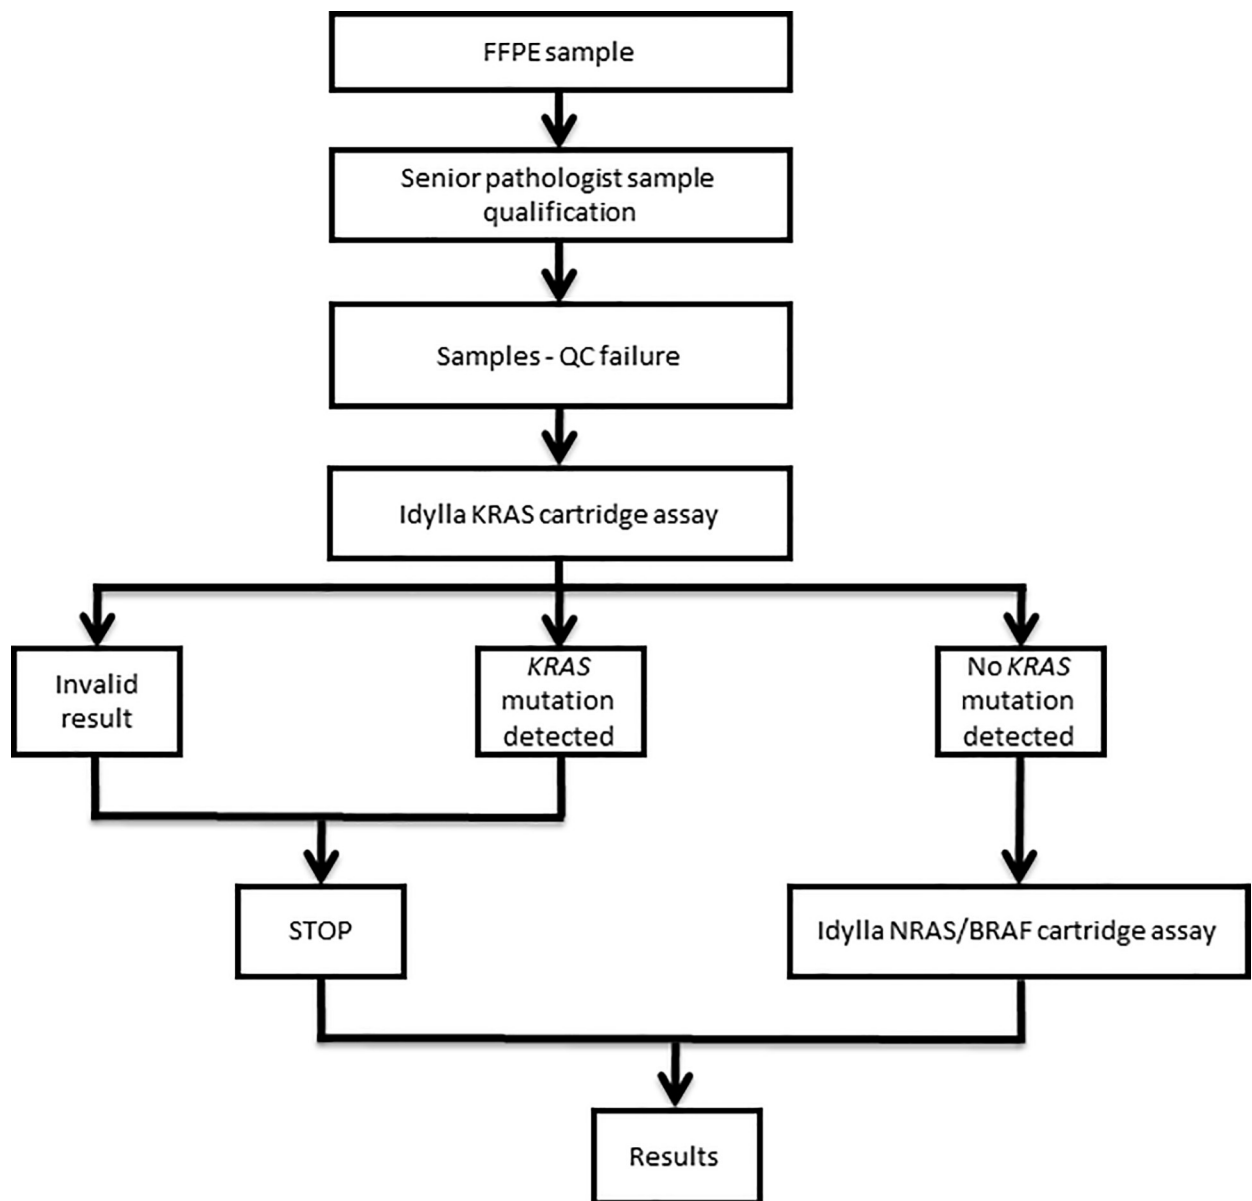 FFPE sample
Senior pathologist sample
qualification
Samples - QC failure
Idylla KRAS cartridge assay
Invalid
result
KRAS
mutation
detected
No KRAS
mutation
detected
STOP
Idylla NRAS/BRAF cartridge assay
Results